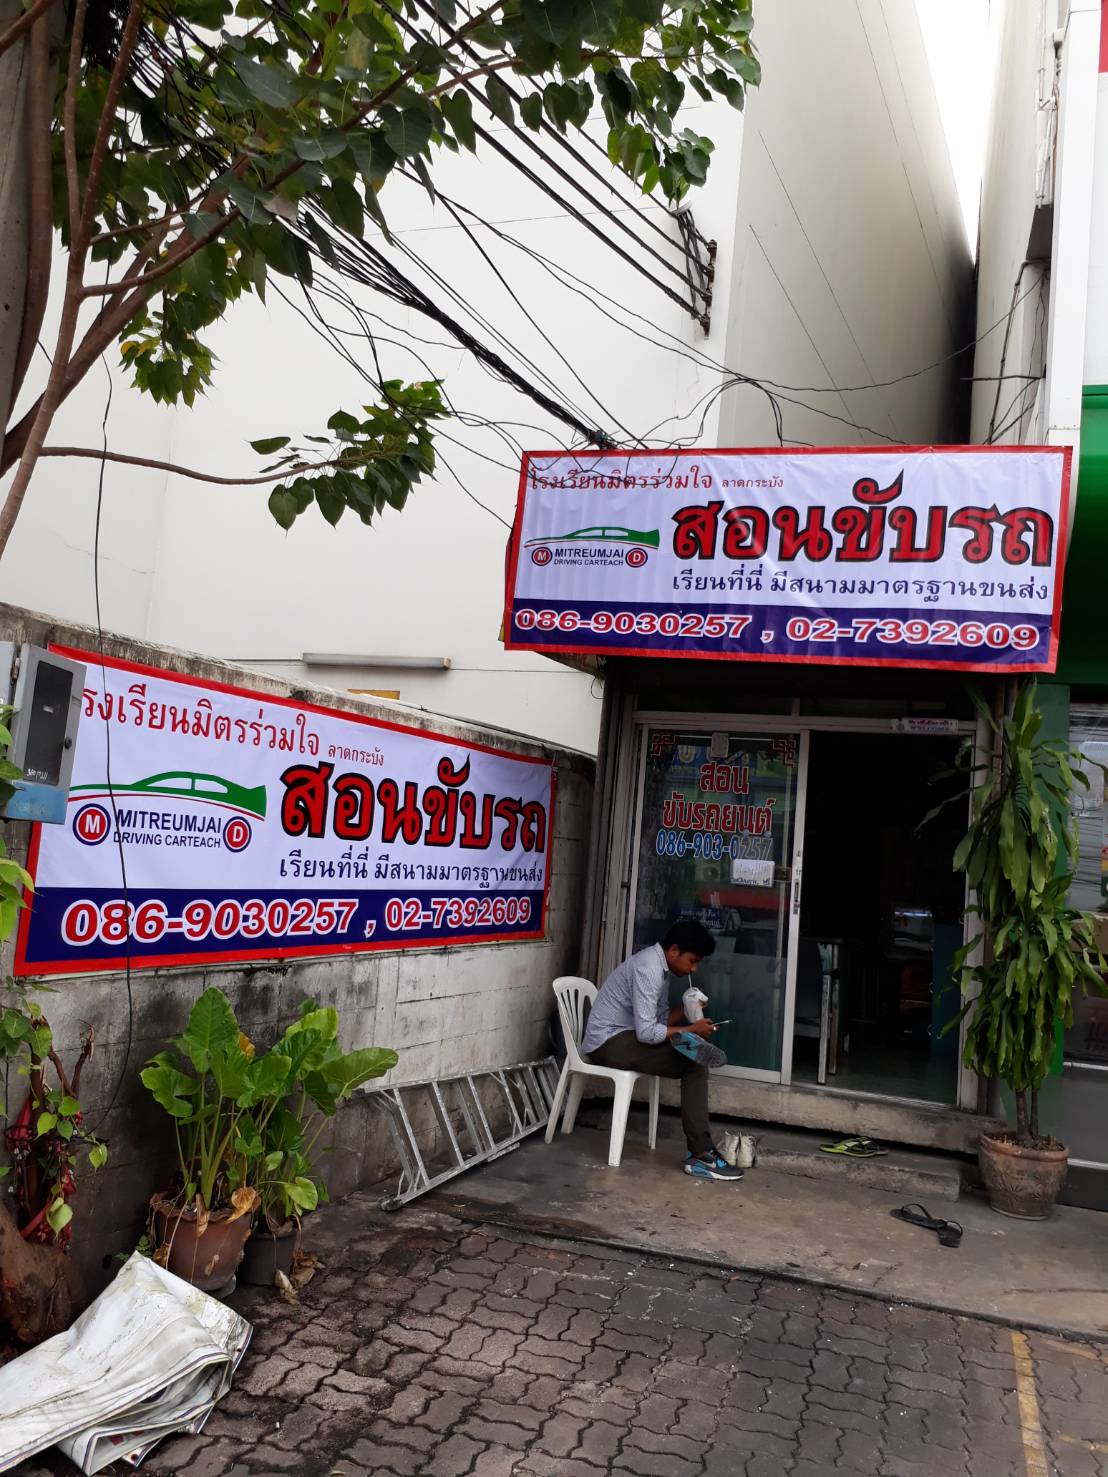 โรงเรียนมิตรร่วมใจ ลาดกระบัง
สอนขับรถ
M MITREUMJAI D
DRIVING CARTEACH
เรียนที่นี่ มีสนามมาตรฐานขนส่ง
086-9030257 , 02-7392609
โรงเรียนมิตรร่วมใจ ลาดกระบัง
สอนขับรถ
M MITREUMJAI D
DRIVING CARTEACH
เรียนที่นี่ มีสนามมาตรฐานขนส่ง
086-9030257 , 02-7392609
สอน
ขับรถยนต์
086-903-0257